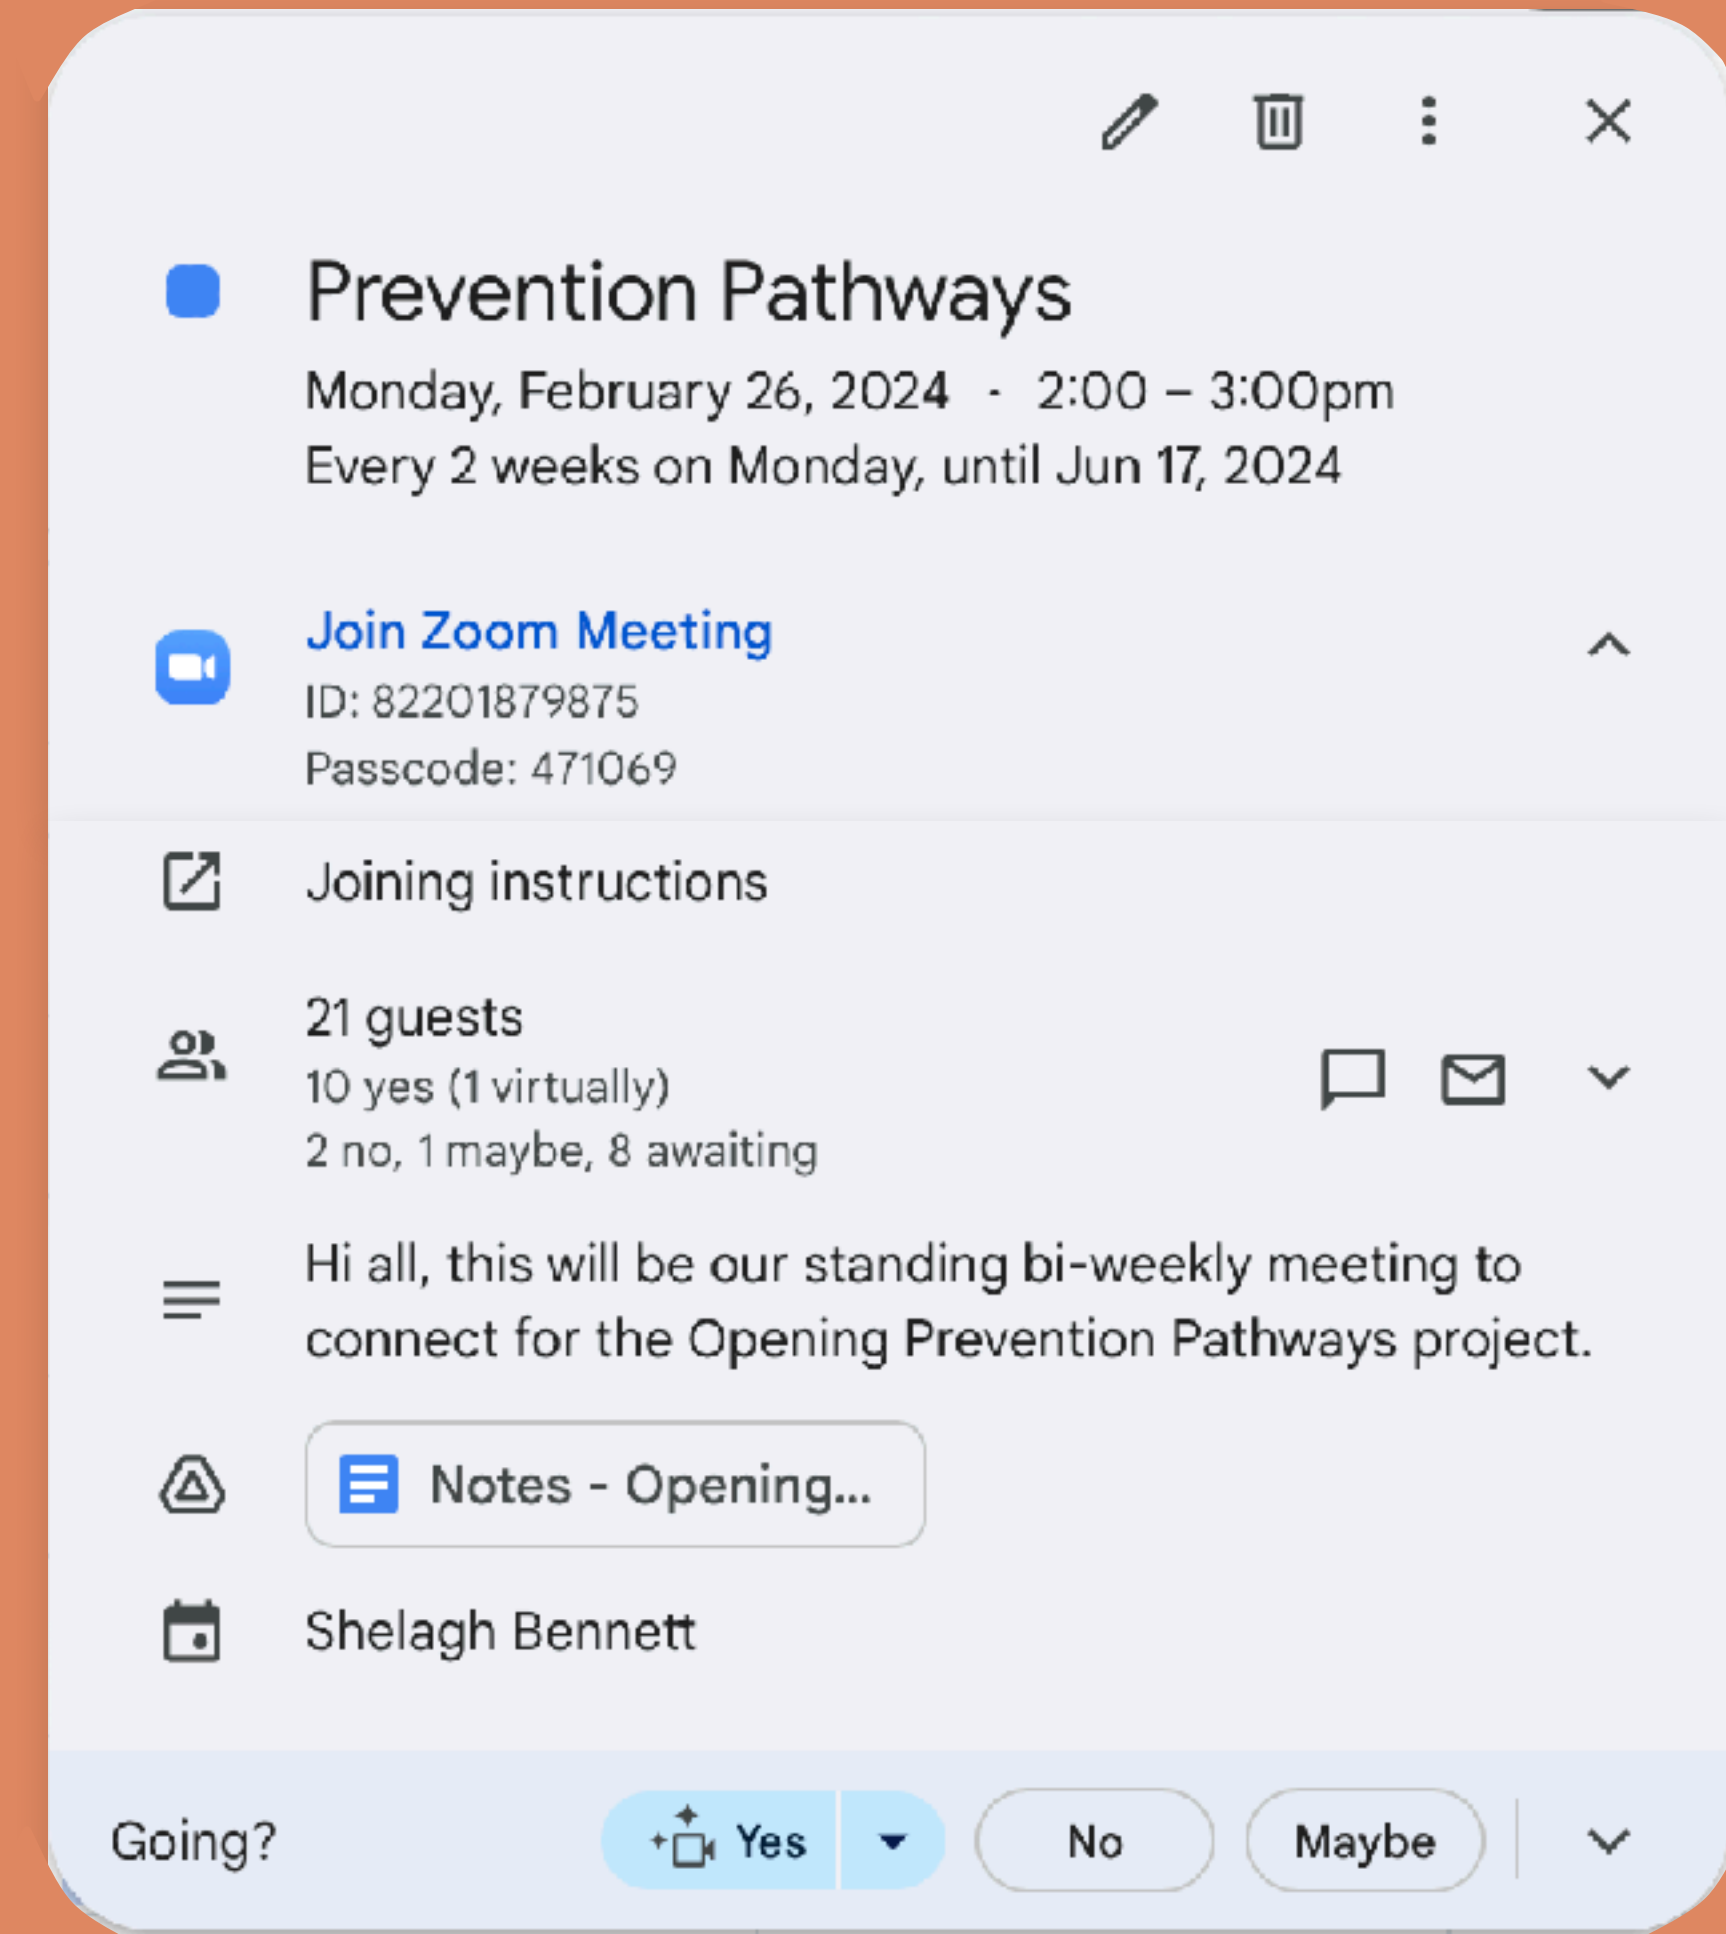 Prevention Pathways
Monday, February 26, 2024 - 2:00 – 3:00pm
Every 2 weeks on Monday, until Jun 17, 2024
Join Zoom Meeting
ID: 82201879875
Passcode: 471069
Joining instructions
21 guests
10 yes (1 virtually)
2 no, 1 maybe, 8 awaiting
Hi all, this will be our standing bi-weekly meeting to
connect for the Opening Prevention Pathways project.
Notes - Opening...
Shelagh Bennett
Going? Yes No Maybe